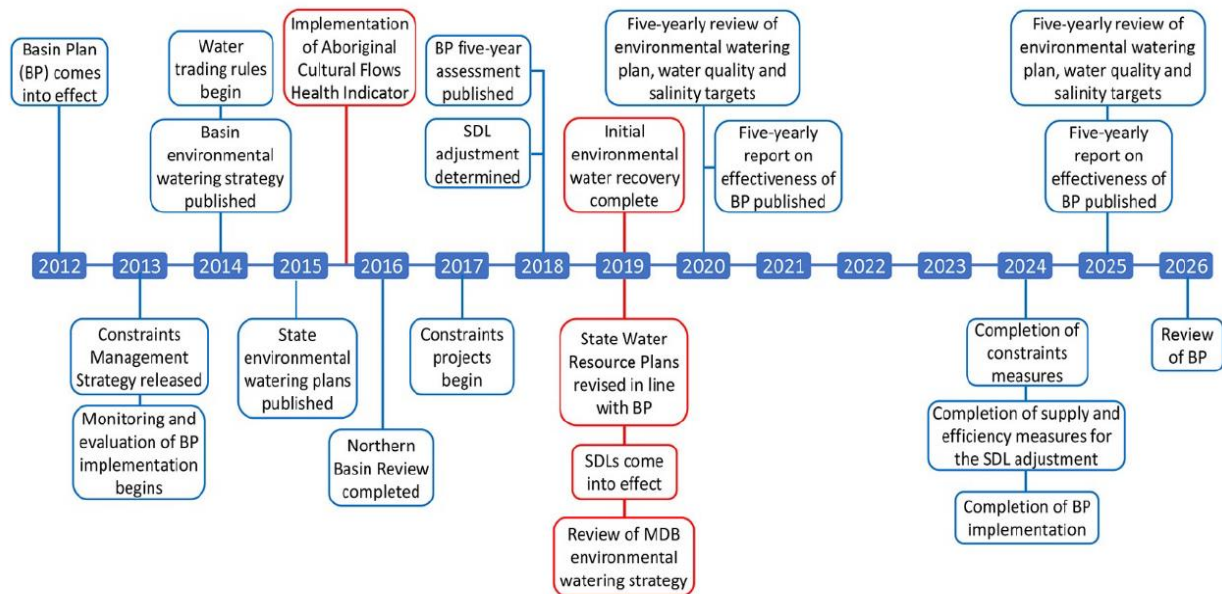 Basin Plan
(BP) comes
into effect
Water
trading rules
begin
Basin
environmental
watering strategy
published
Implementation
of Aboriginal
Cultural Flows
Health Indicator
BP five-year
assessment
published
SDL
adjustment
determined
Initial
environmental
water recovery
complete
Five-yearly review of
environmental watering
plan, water quality and
salinity targets
Five-yearly
report on
effectiveness of
BP published
Five-yearly review of
environmental watering
plan, water quality and
salinity targets
Five-yearly
report on
effectiveness of
BP published
2012 2013 2014 2015 2016 2017 2018 2019 2020 2021 2022 2023 2024 2025 2026
Constraints
Management
Strategy released
Monitoring and
evaluation of BP
implementation
begins
State
environmental
watering plans
published
Northern
Basin Review
completed
Constraints
projects
begin
State Water
Resource Plans
revised in line
with BP
SDLs come
into effect
Review of MDB
environmental
watering strategy
Completion of
constraints
measures
Completion of supply and
efficiency measures for
the SDL adjustment
Completion of BP
implementation
Review
of BP